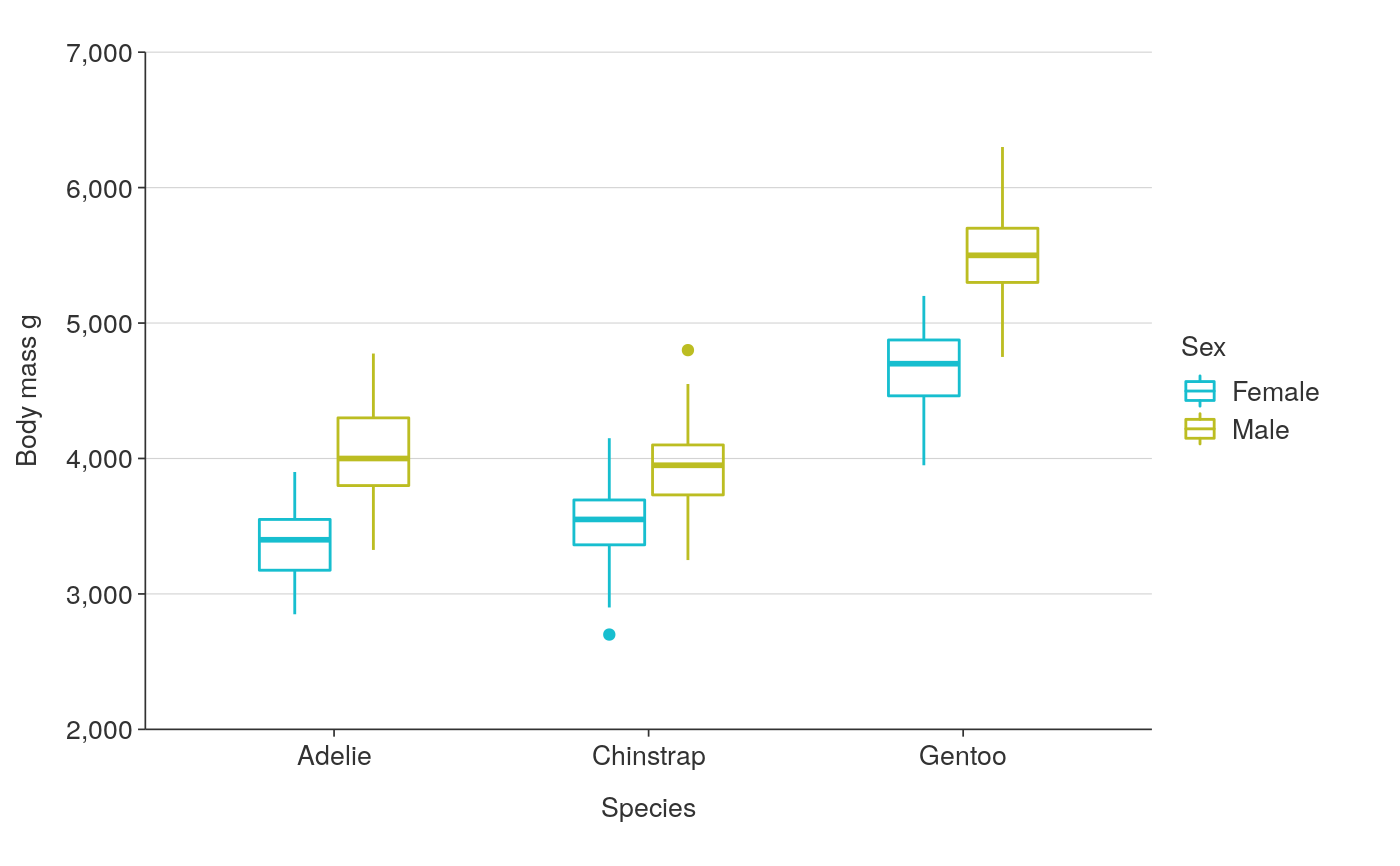 7,000
6,000
5,000
4,000
3,000
2,000
Body mass g
Adelie
Chinstrap
Gentoo
Species
Sex
Female
Male